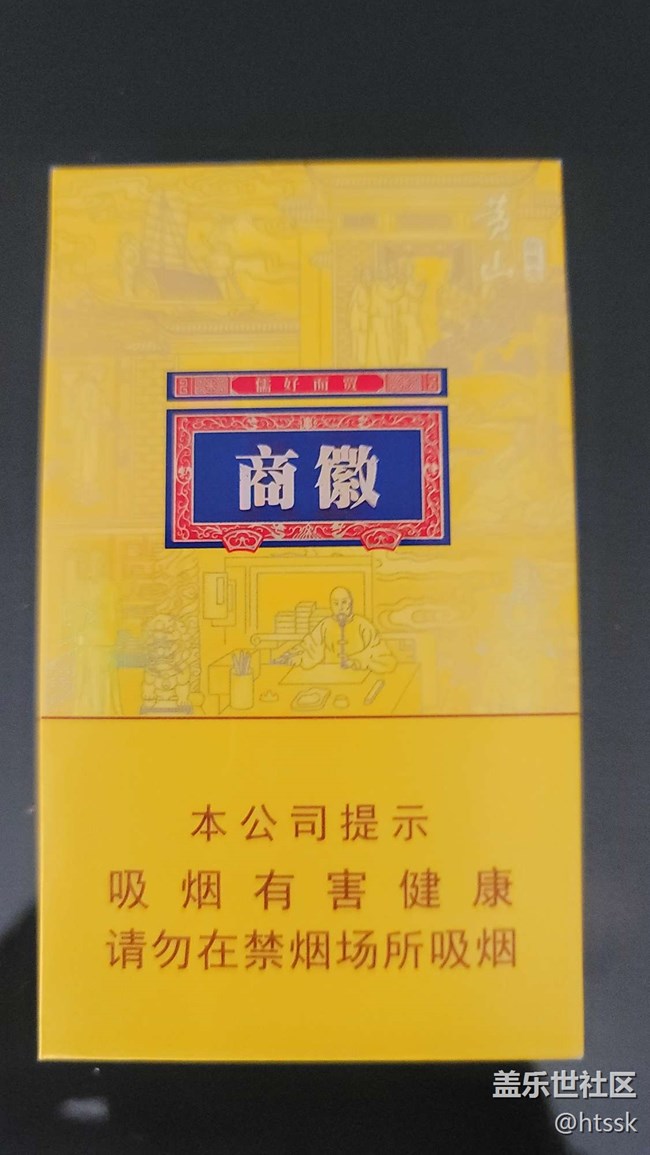 黄山
儒好而贾
商徽
本公司提示
吸烟有害健康
请勿在禁烟场所吸烟
盖乐世社区
@htssk